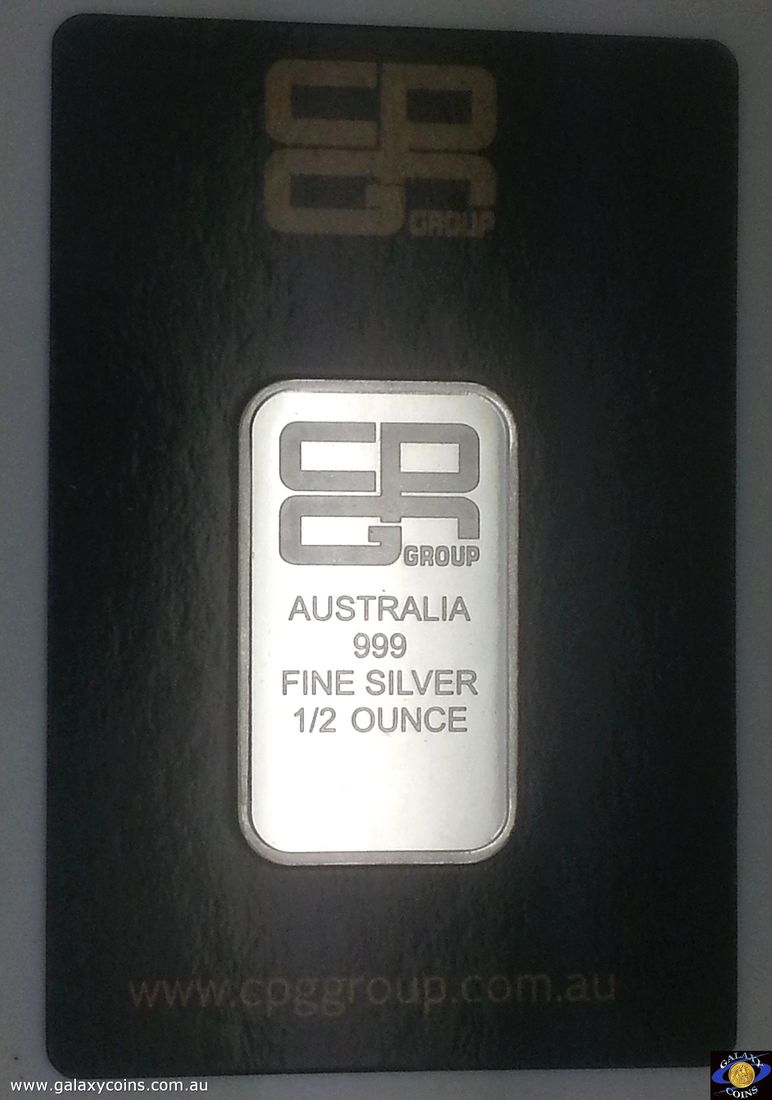 CPG GROUP
CPG GROUP
AUSTRALIA
999
FINE SILVER
1/2 OUNCE
www.cpggroup.com.au
www.galaxycoins.com.au
GALAXY
COINS